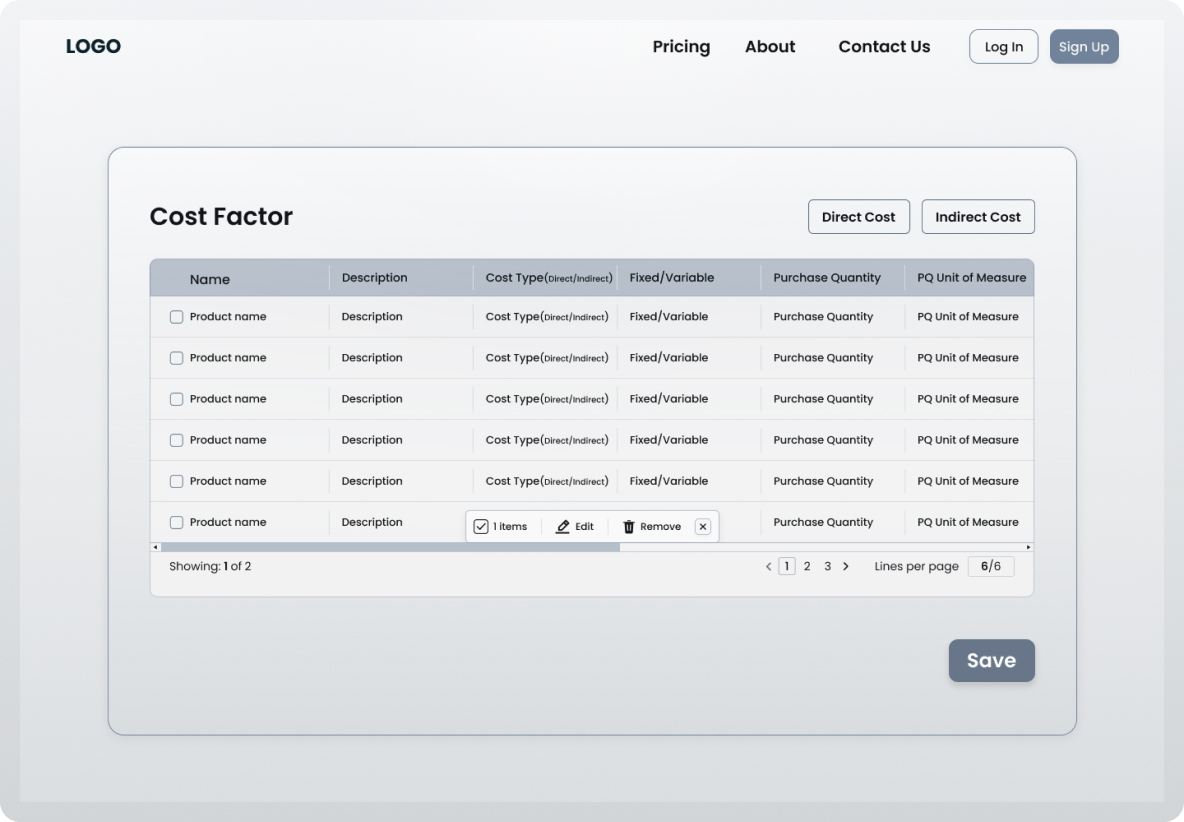 LOGO Pricing About Contact Us Log In Sign Up
Cost Factor Direct Cost Indirect Cost
Name Description Cost Type(Direct/Indirect) Fixed/Variable Purchase Quantity PQ Unit of Measure
Product name Description Cost Type(Direct/Indirect) Fixed/Variable Purchase Quantity PQ Unit of Measure
Product name Description Cost Type(Direct/Indirect) Fixed/Variable Purchase Quantity PQ Unit of Measure
Product name Description Cost Type(Direct/Indirect) Fixed/Variable Purchase Quantity PQ Unit of Measure
Product name Description Cost Type(Direct/Indirect) Fixed/Variable Purchase Quantity PQ Unit of Measure
Product name Description Cost Type(Direct/Indirect) Fixed/Variable Purchase Quantity PQ Unit of Measure
Product name Description Purchase Quantity PQ Unit of Measure
1 items Edit Remove
Showing: 1 of 2 < 1 2 3 > Lines per page 6/6
Save